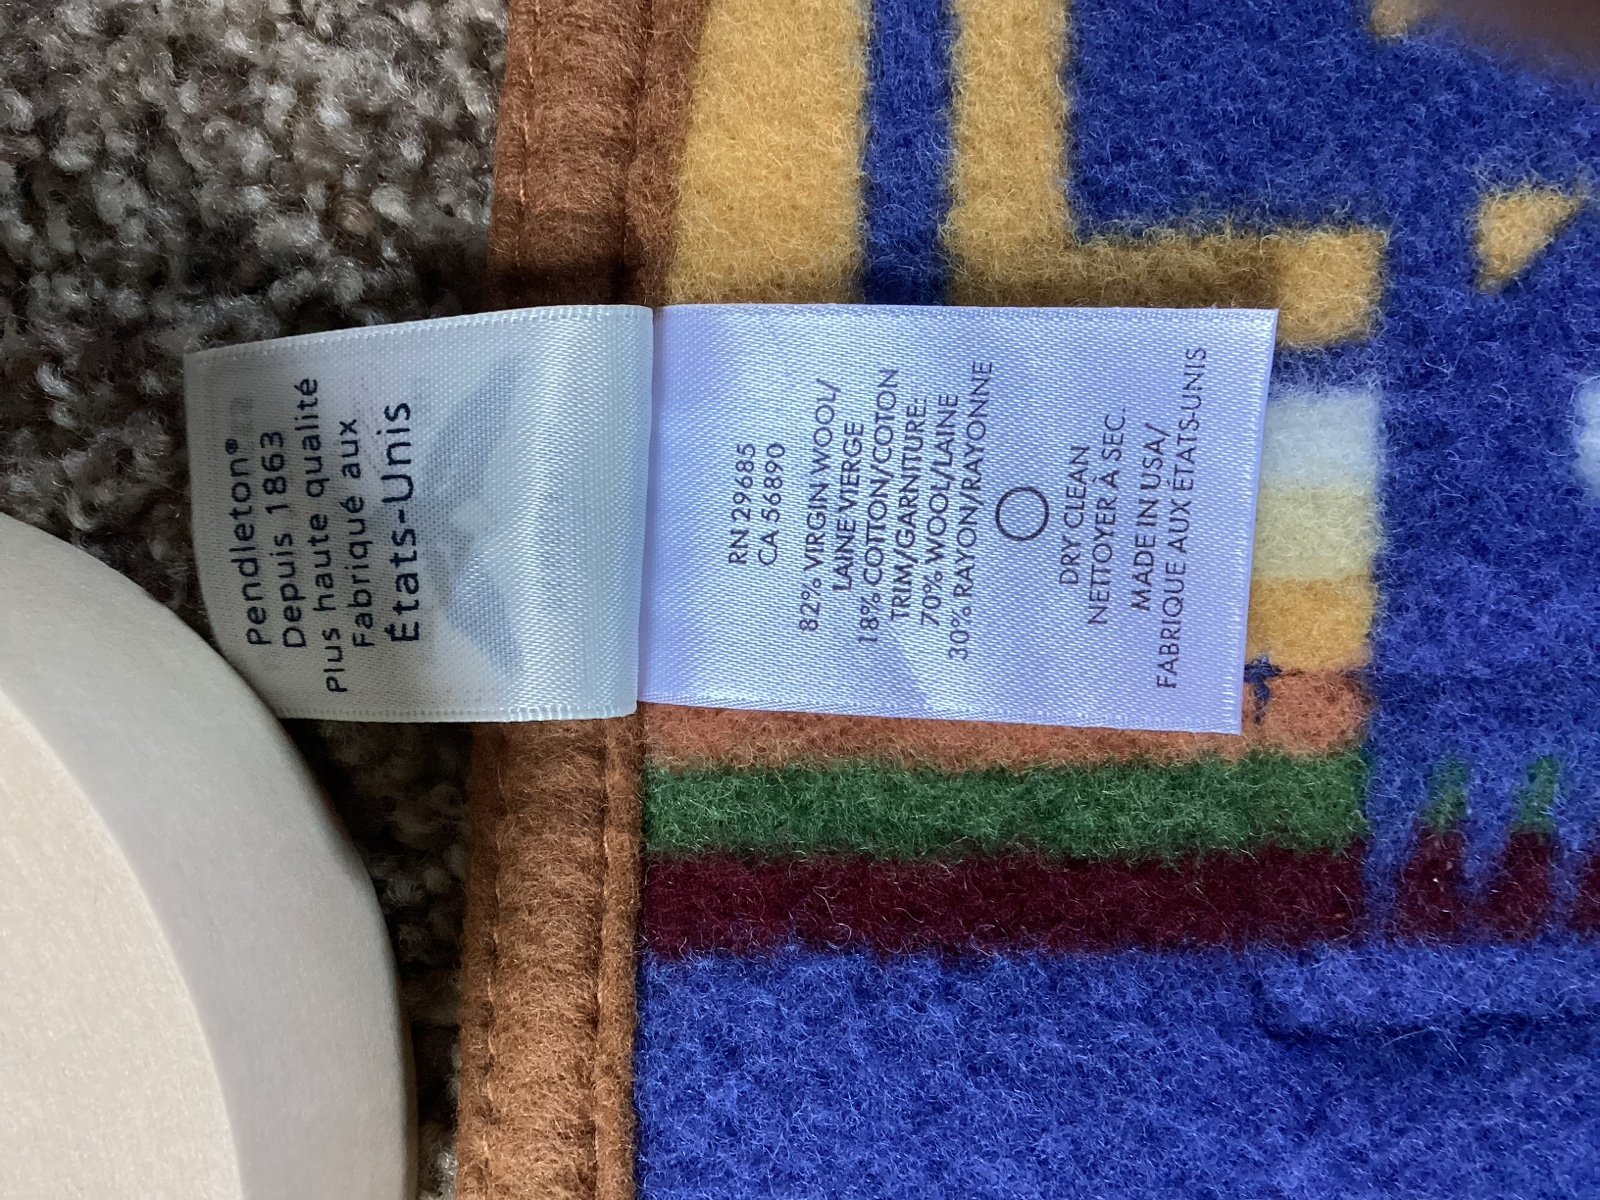 Pendleton®
Depuis 1863
Plus haute qualité
Fabriqué aux
États-Unis
RN 29685
CA 56890
82% VIRGIN WOOL/
LAINE VIERGE
18% COTTON/COTON
TRIM/GARNITURE:
70% WOOL/LAINE
30% RAYON/RAYONNE
DRY CLEAN
NETTOYER À SEC.
MADE IN USA/
FABRIQUE AUX ÉTATS-UNIS